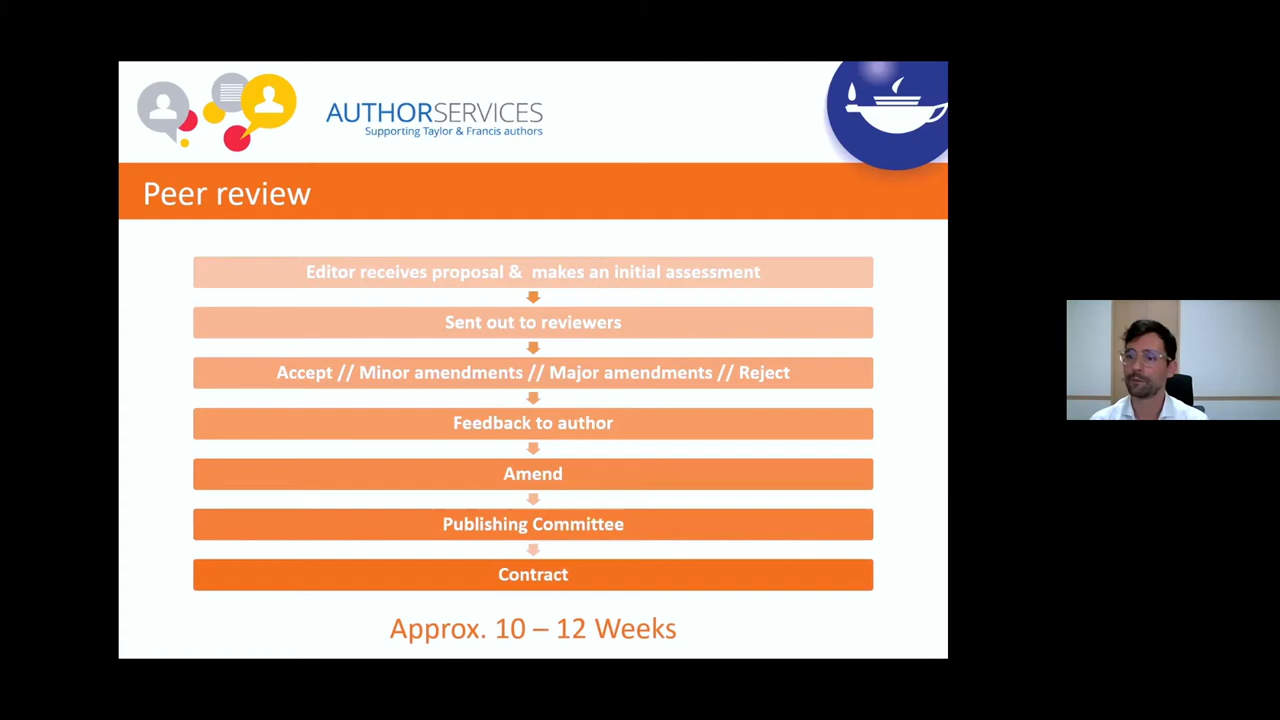 AUTHORSERVICES
Supporting Taylor & Francis authors
Peer review
Editor receives proposal & makes an initial assessment
Sent out to reviewers
Accept // Minor amendments // Major amendments // Reject
Feedback to author
Amend
Publishing Committee
Contract
Approx. 10 – 12 Weeks